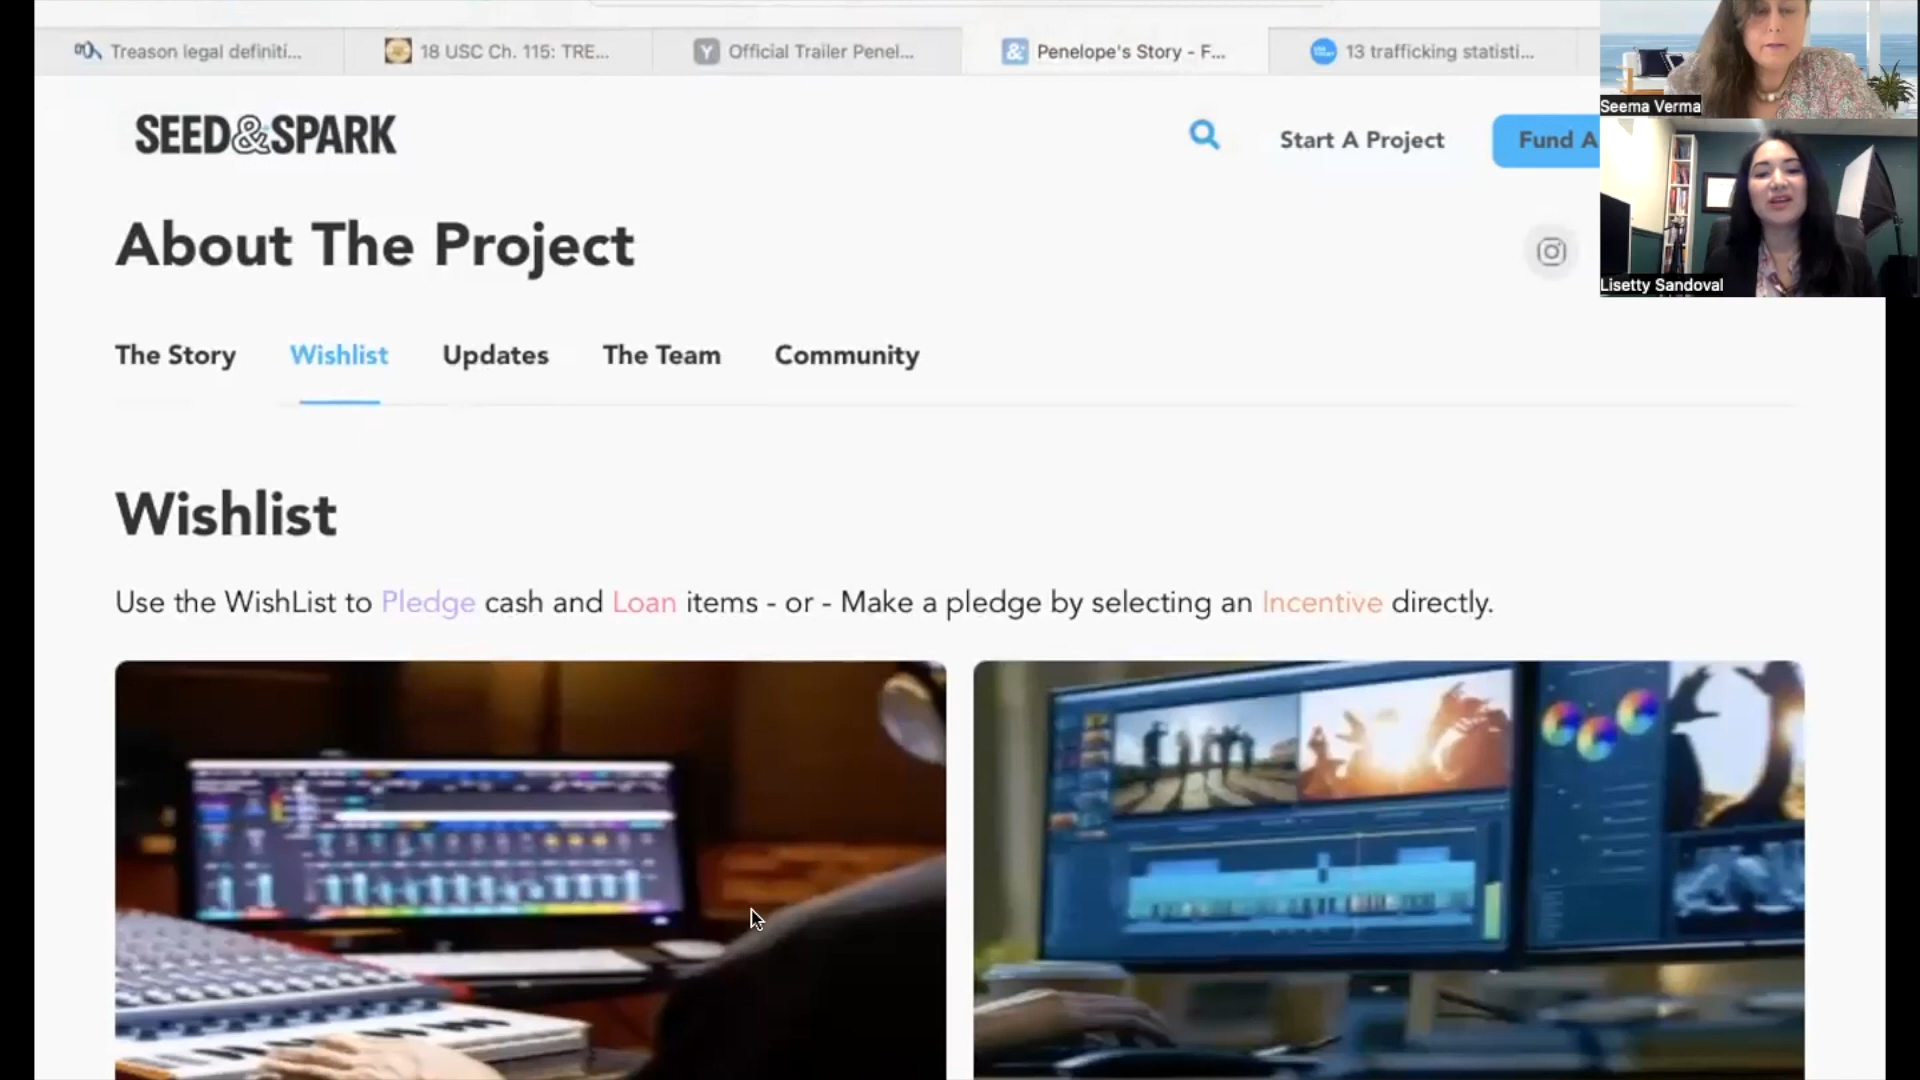 Treason legal definiti...
18 USC Ch. 115: TRE...
Official Trailer Penel...
Penelope's Story - F...
13 trafficking statisti...
Seema Verma
SEED&SPARK
Start A Project
Fund A
Lisetty Sandoval
About The Project
The Story
Wishlist
Updates
The Team
Community
Wishlist
Use the WishList to Pledge cash and Loan items - or - Make a pledge by selecting an Incentive directly.